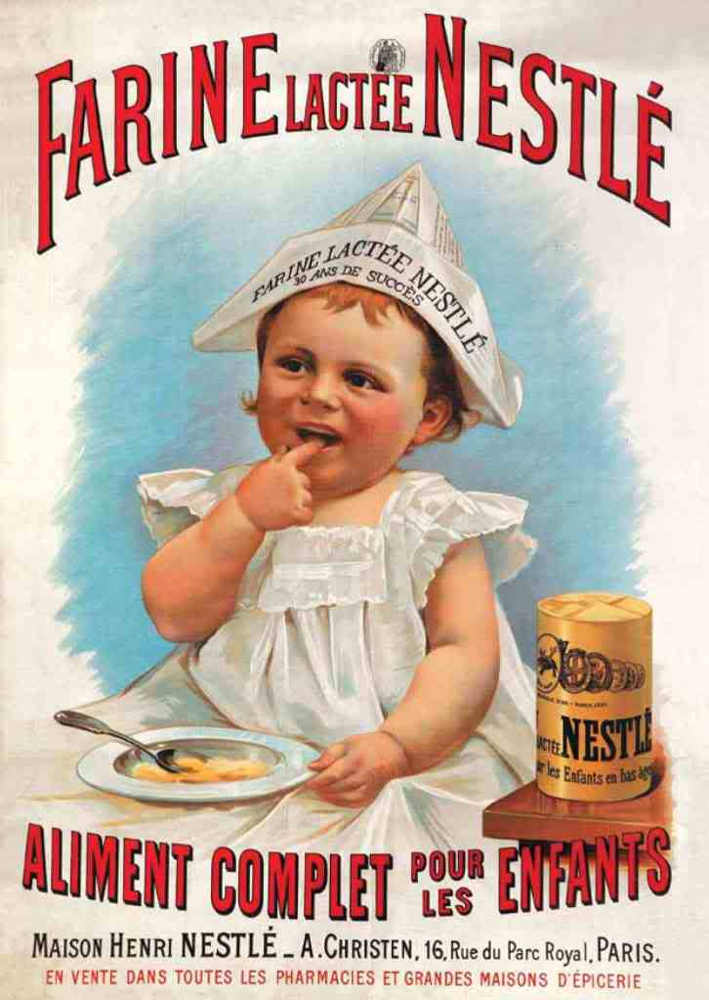 FARINE LACTÉE NESTLÉ
FARINE LACTÉE NESTLÉ
30 ANS DE SUCCÈS
LACTÉE NESTLÉ
les Enfants en bas âge
ALIMENT COMPLET POUR LES ENFANTS
MAISON HENRI NESTLÉ _ A. CHRISTEN, 16, Rue du Parc Royal, PARIS.
EN VENTE DANS TOUTES LES PHARMACIES ET GRANDES MAISONS D'ÉPICERIE